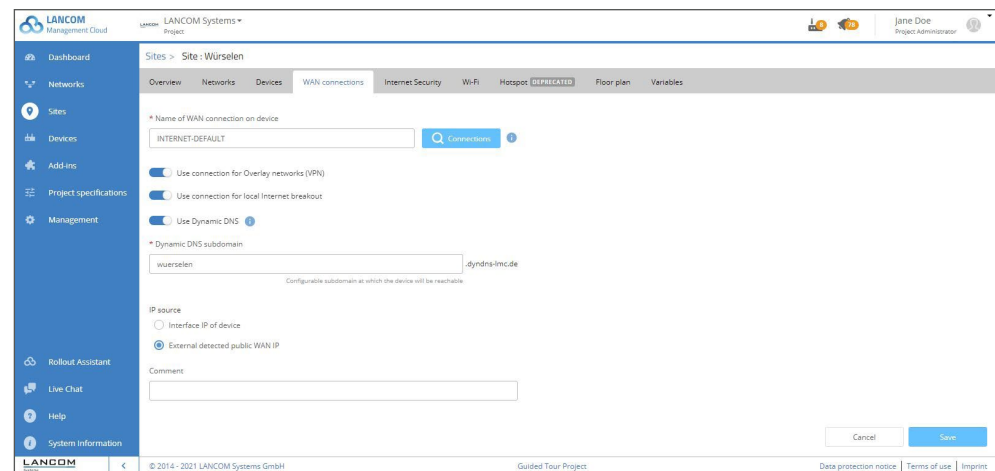 LANCOM
Management Cloud
LANCOM
LANCOM Systems
Project
8
78
Jane Doe
Project Administrator
Dashboard
Networks
Sites
Devices
Add-ins
Project specifications
Management
Rollout Assistant
Live Chat
Help
System Information
LANCOM
Sites > Site : Würselen
Overview
Networks
Devices
WAN connections
Internet Security
Wi-Fi
Hotspot DEPRECATED
Floor plan
Variables
* Name of WAN connection on device
INTERNET-DEFAULT
Connections
Use connection for Overlay networks (VPN)
Use connection for local Internet breakout
Use Dynamic DNS
* Dynamic DNS subdomain
wuerselen
.dyndns-lmc.de
Configurable subdomain at which the device will be reachable
IP source
Interface IP of device
External detected public WAN IP
Comment
Cancel
Save
© 2014 - 2021 LANCOM Systems GmbH
Guided Tour Project
Data protection notice | Terms of use | Imprint